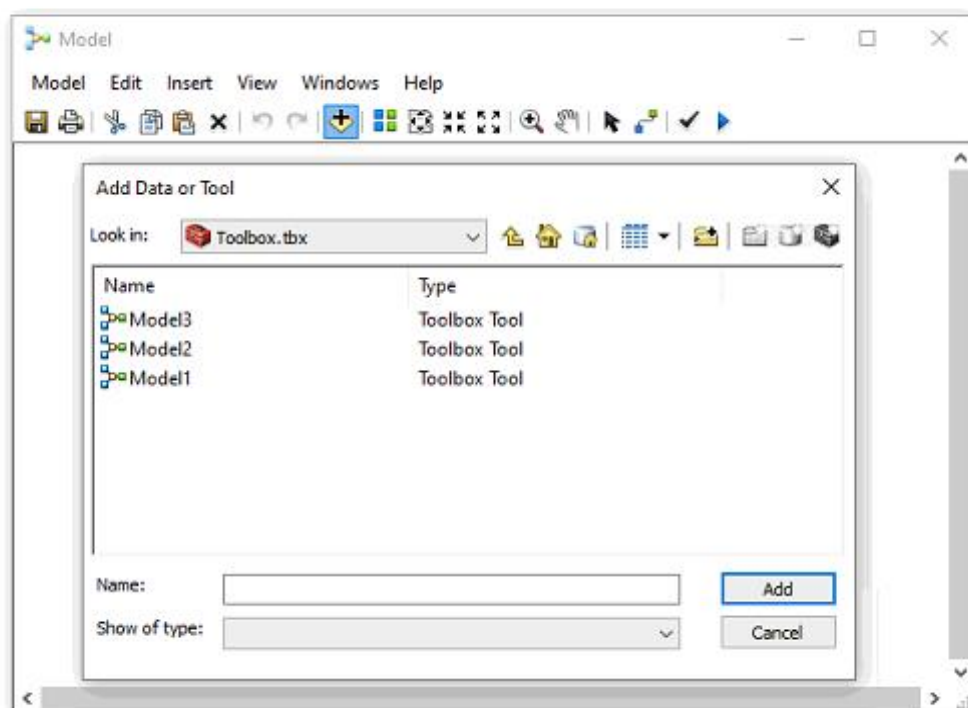 Model
Model Edit Insert View Windows Help
Add Data or Tool
Look in: Toolbox.tbx
Name Type
Model3 Toolbox Tool
Model2 Toolbox Tool
Model1 Toolbox Tool
Name: Add
Show of type: Cancel